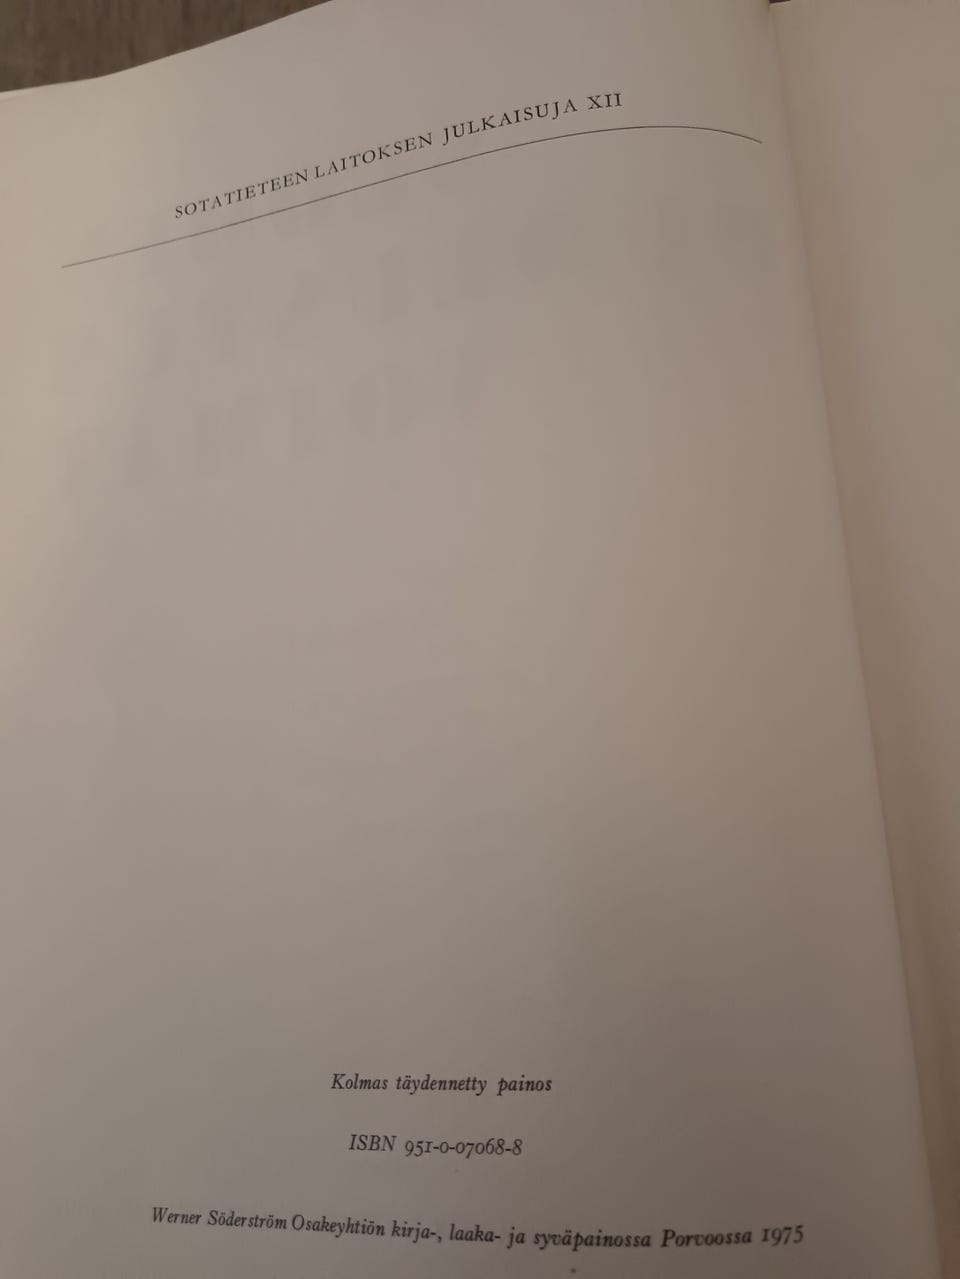 SOTATIETEEN LAITOKSEN JULKAISUJA XII
Kolmas täydennetty painos
ISBN 951-0-07068-8
Werner Söderström Osakeyhtiön kirja-, laaka- ja syväpainossa Porvoossa 1975